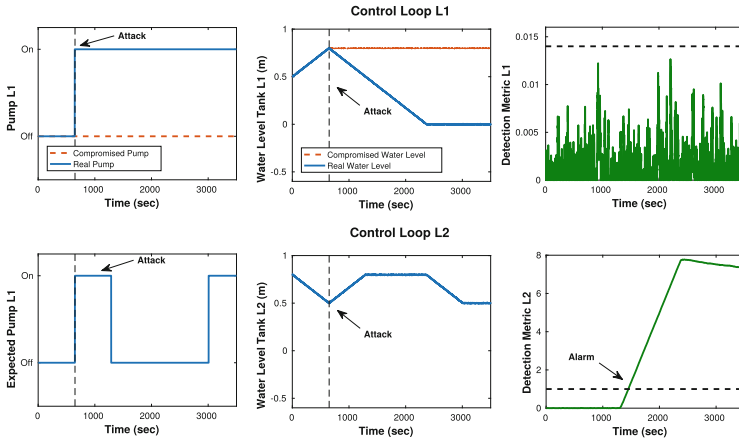 Control Loop L1
On
Off
Pump L1
Attack
Compromised Pump
Real Pump
0
1000
2000
3000
Time (sec)
1
0.5
0
-0.5
Water Level Tank L1 (m)
Attack
Compromised Water Level
Real Water Level
0
1000
2000
3000
Time (sec)
0.015
0.01
0.005
0
Detection Metric L1
0
1000
2000
3000
Time (sec)
Control Loop L2
On
Off
Expected Pump L1
Attack
0
1000
2000
3000
Time (sec)
1
0.5
0
-0.5
Water Level Tank L2 (m)
Attack
0
1000
2000
3000
Time (sec)
8
6
4
2
0
Detection Metric L2
Alarm
0
1000
2000
3000
Time (sec)